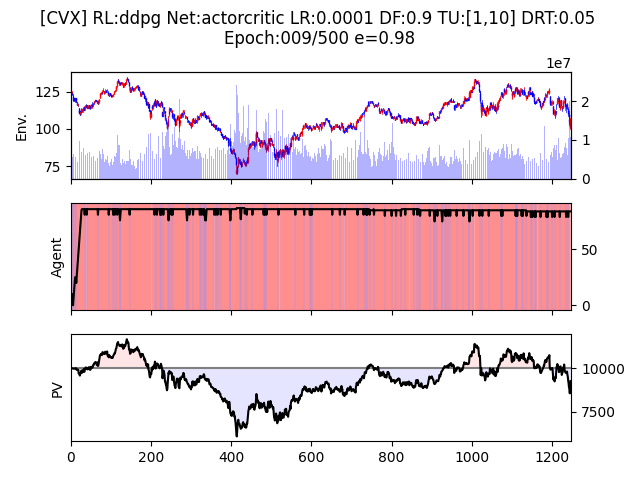 [CVX] RL:ddpg Net:actorcritic LR:0.0001 DF:0.9 TU:[1,10] DRT:0.05
Epoch:009/500 e=0.98
1e7
Env.
125
100
75
2
1
0
Agent
50
0
PV
10000
7500
0
200
400
600
800
1000
1200